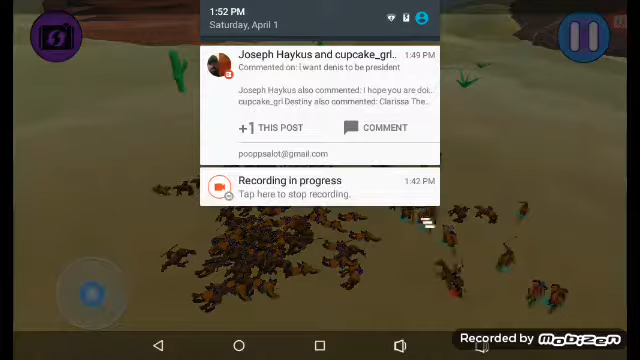 1:52 PM
Saturday, April 1
Joseph Haykus and cupcake_grl.. 1:49 PM
Commented on: i want denis to be president
Joseph Haykus also commented: I hope you are doi..
cupcake_grl Destiny also commented: Clarissa The..
+1 THIS POST COMMENT
pooppsalot@gmail.com
Recording in progress 1:42 PM
Tap here to stop recording.
Recorded by Mobizen